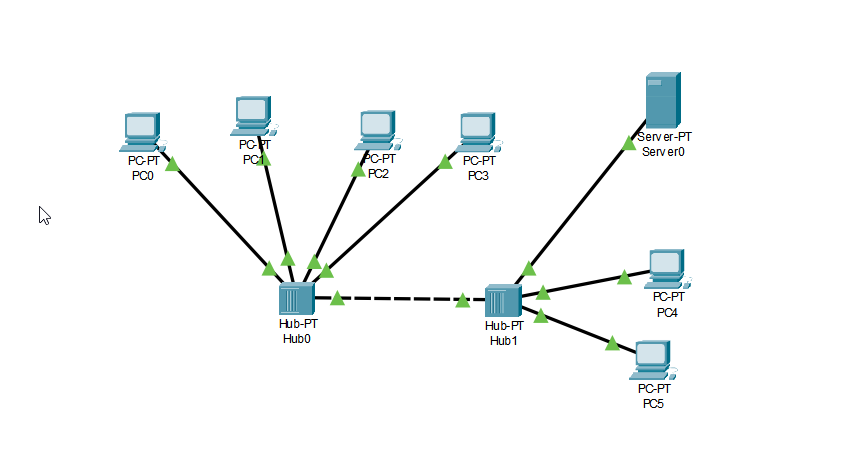 PC-PT
PC0
PC-PT
PC1
PC-PT
PC2
PC-PT
PC3
Server-PT
Server0
Hub-PT
Hub0
Hub-PT
Hub1
PC-PT
PC4
PC-PT
PC5